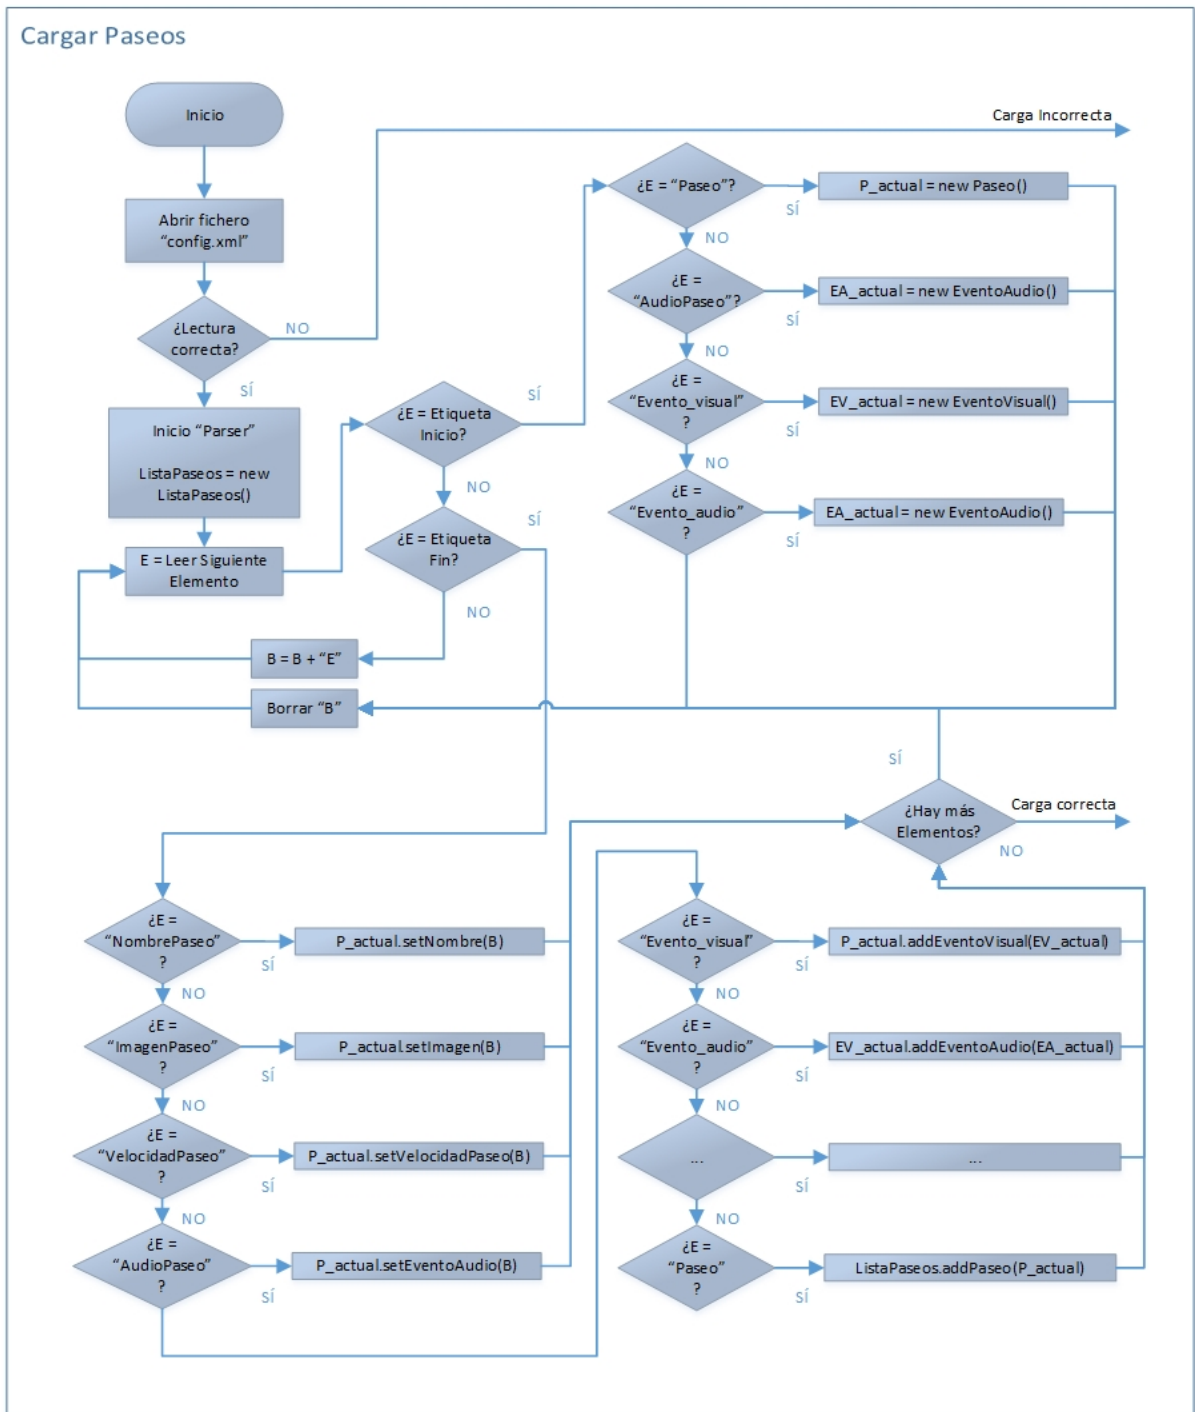 Cargar Paseos
Inicio
Carga Incorrecta
Abrir fichero
“config.xml”
¿Lectura
correcta?
NO
SÍ
Inicio “Parser”
ListaPaseos = new
ListaPaseos()
E = Leer Siguiente
Elemento
¿E = Etiqueta
Inicio?
SÍ
NO
¿E = Etiqueta
Fin?
SÍ
NO
B = B + “E”
Borrar “B”
¿E = “Paseo”?
SÍ
P_actual = new Paseo()
NO
¿E =
“AudioPaseo”?
SÍ
EA_actual = new EventoAudio()
NO
¿E =
“Evento_visual”
?
SÍ
EV_actual = new EventoVisual()
NO
¿E =
“Evento_audio”
?
SÍ
EA_actual = new EventoAudio()
SÍ
¿Hay más
Elementos?
Carga correcta
NO
¿E =
“NombrePaseo”
?
SÍ
P_actual.setNombre(B)
NO
¿E =
“ImagenPaseo”
?
SÍ
P_actual.setImagen(B)
NO
¿E =
“VelocidadPaseo”
?
SÍ
P_actual.setVelocidadPaseo(B)
NO
¿E =
“AudioPaseo”
?
SÍ
P_actual.setEventoAudio(B)
¿E =
“Evento_visual”
?
SÍ
P_actual.addEventoVisual(EV_actual)
NO
¿E =
“Evento_audio”
?
SÍ
EV_actual.addEventoAudio(EA_actual)
NO
...
SÍ
...
NO
¿E =
“Paseo”
?
SÍ
ListaPaseos.addPaseo(P_actual)